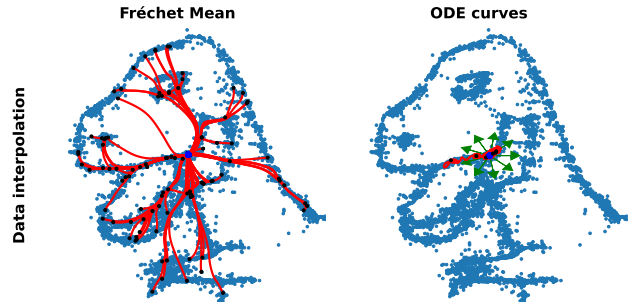 Fréchet Mean
ODE curves
Data interpolation